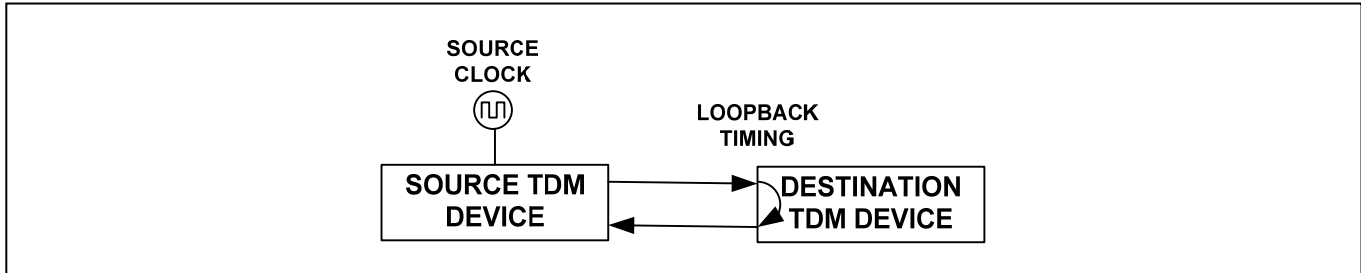 SOURCE
CLOCK
LOOPBACK
TIMING
SOURCE TDM
DEVICE
DESTINATION
TDM DEVICE